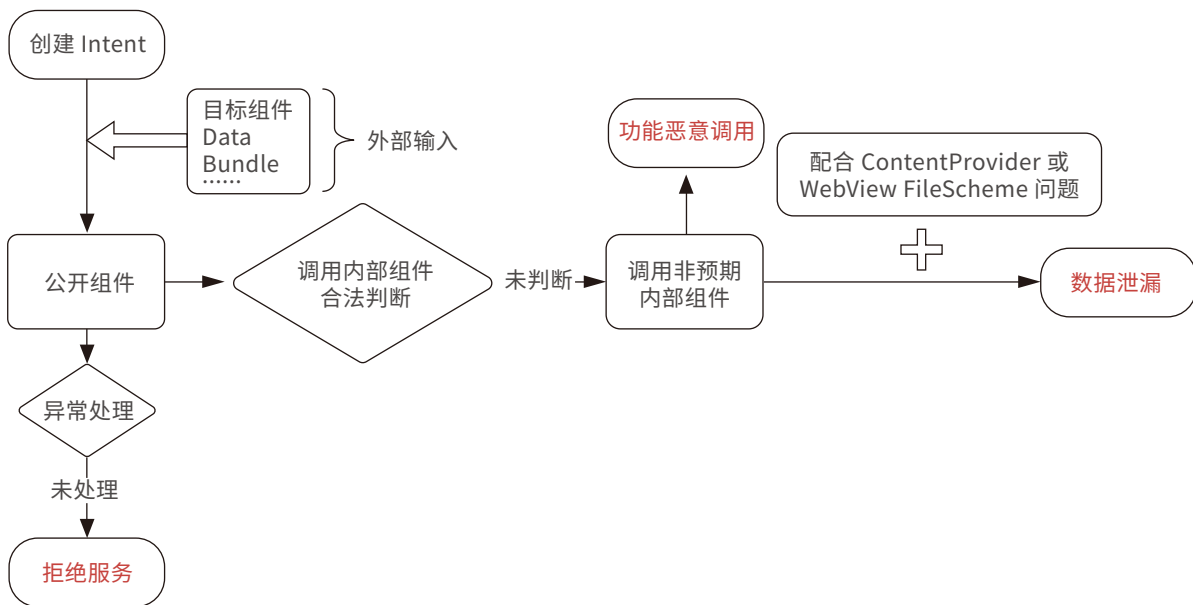 创建 Intent
目标组件
Data
Bundle
……
外部输入
功能恶意调用
配合 ContentProvider 或
WebView FileScheme 问题
公开组件
调用内部组件
合法判断
未判断
调用非预期
内部组件
数据泄漏
异常处理
未处理
拒绝服务